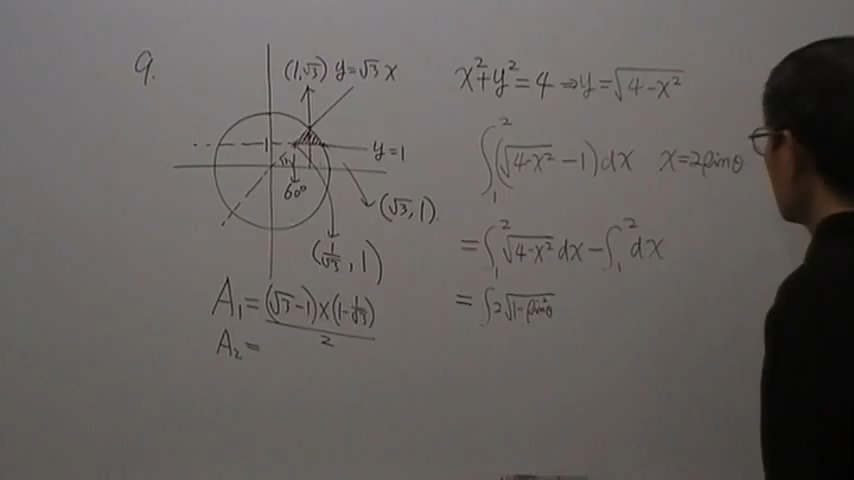 9.
(1,√3) y=√3 x
1
y=1
60°
(√3, 1)
(1/√3, 1)
A₁ = (√3-1)×(1-1/√3) / 2
A₂ =
x²+y²=4 ⇒ y=√(4-x²)
∫₁² (√(4-x²) -1)dx x=2sinθ
= ∫₁² √(4-x²) dx - ∫₁² dx
= ∫2√(1-sin²θ)